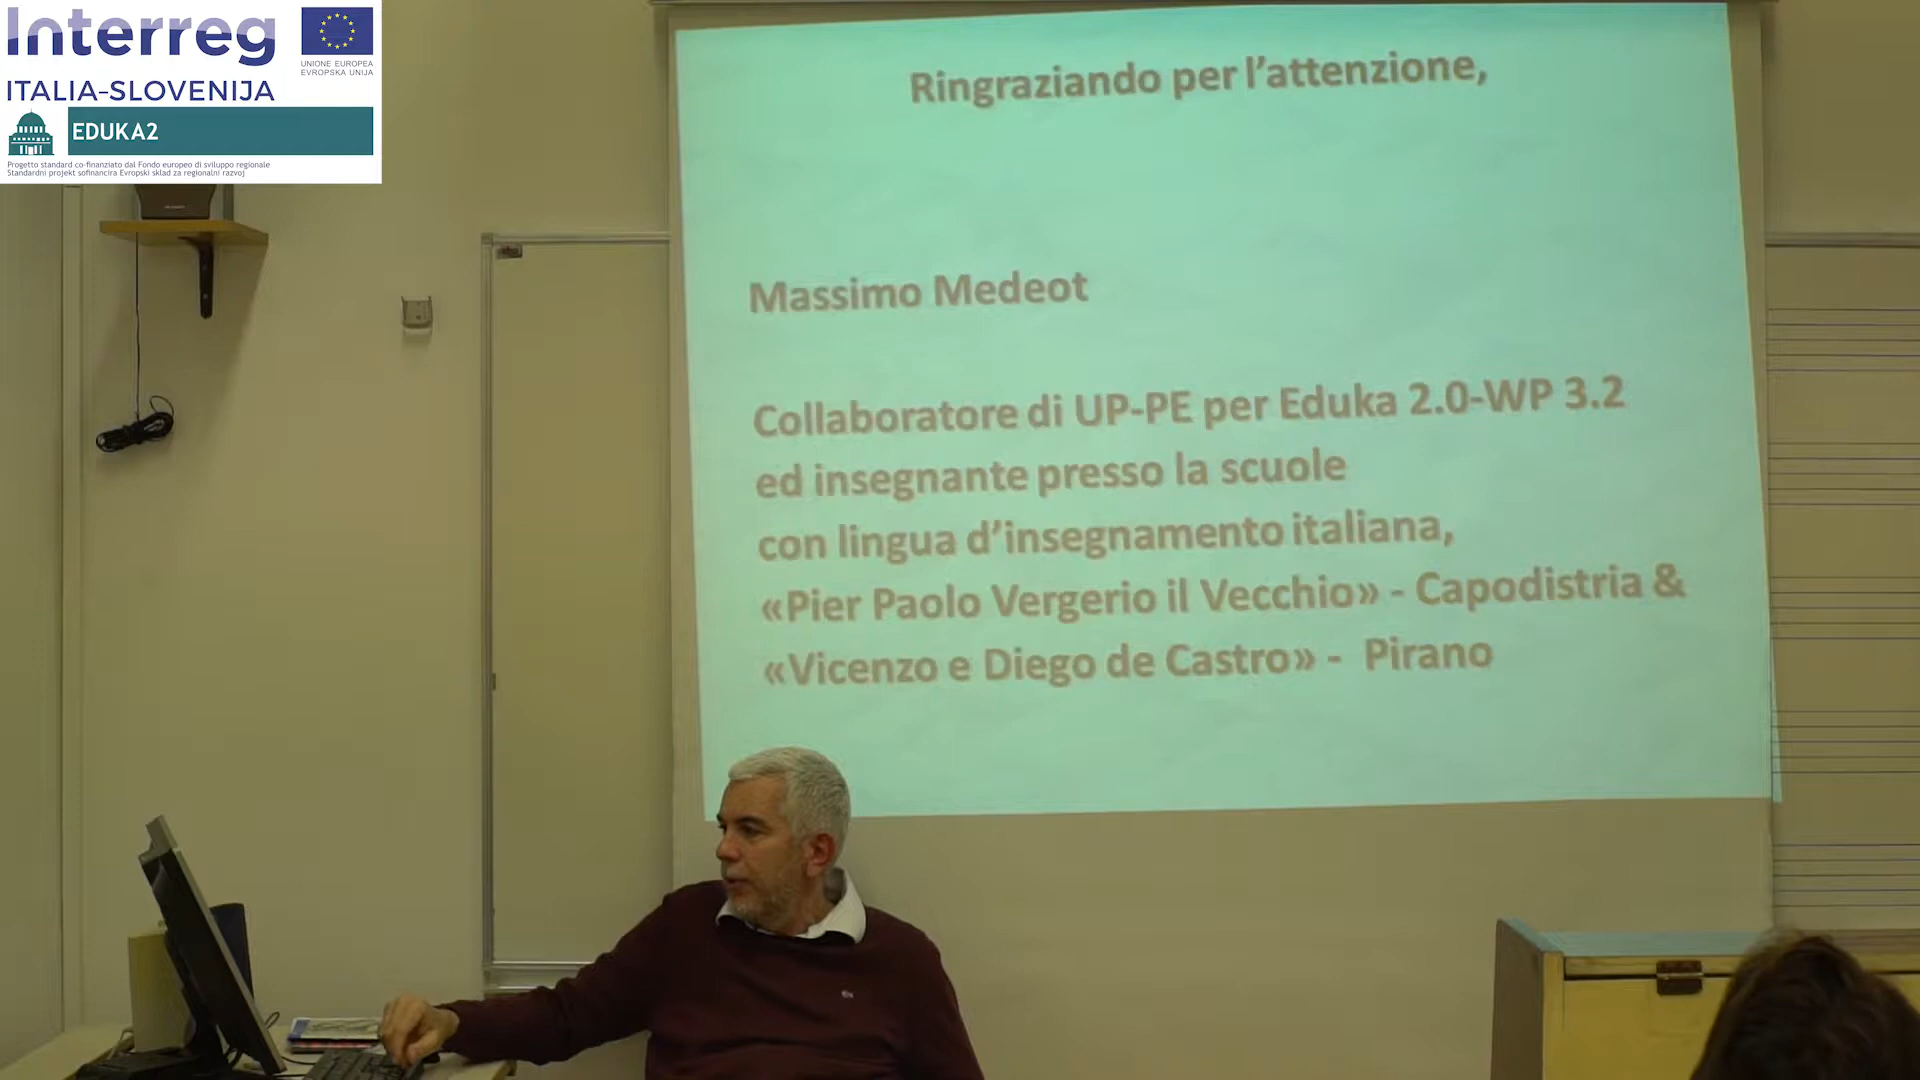 Interreg
UNIONE EUROPEA
EVROPSKA UNIJA
ITALIA-SLOVENIJA
EDUKA2
Progetto standard co-finanziato dal Fondo europeo di sviluppo regionale
Standardni projekt sofinancira Evropski sklad za regionalni razvoj
Ringraziando per l'attenzione,
Massimo Medeot
Collaboratore di UP-PE per Eduka 2.0-WP 3.2
ed insegnante presso la scuole
con lingua d'insegnamento italiana,
«Pier Paolo Vergerio il Vecchio» - Capodistria &
«Vicenzo e Diego de Castro» - Pirano